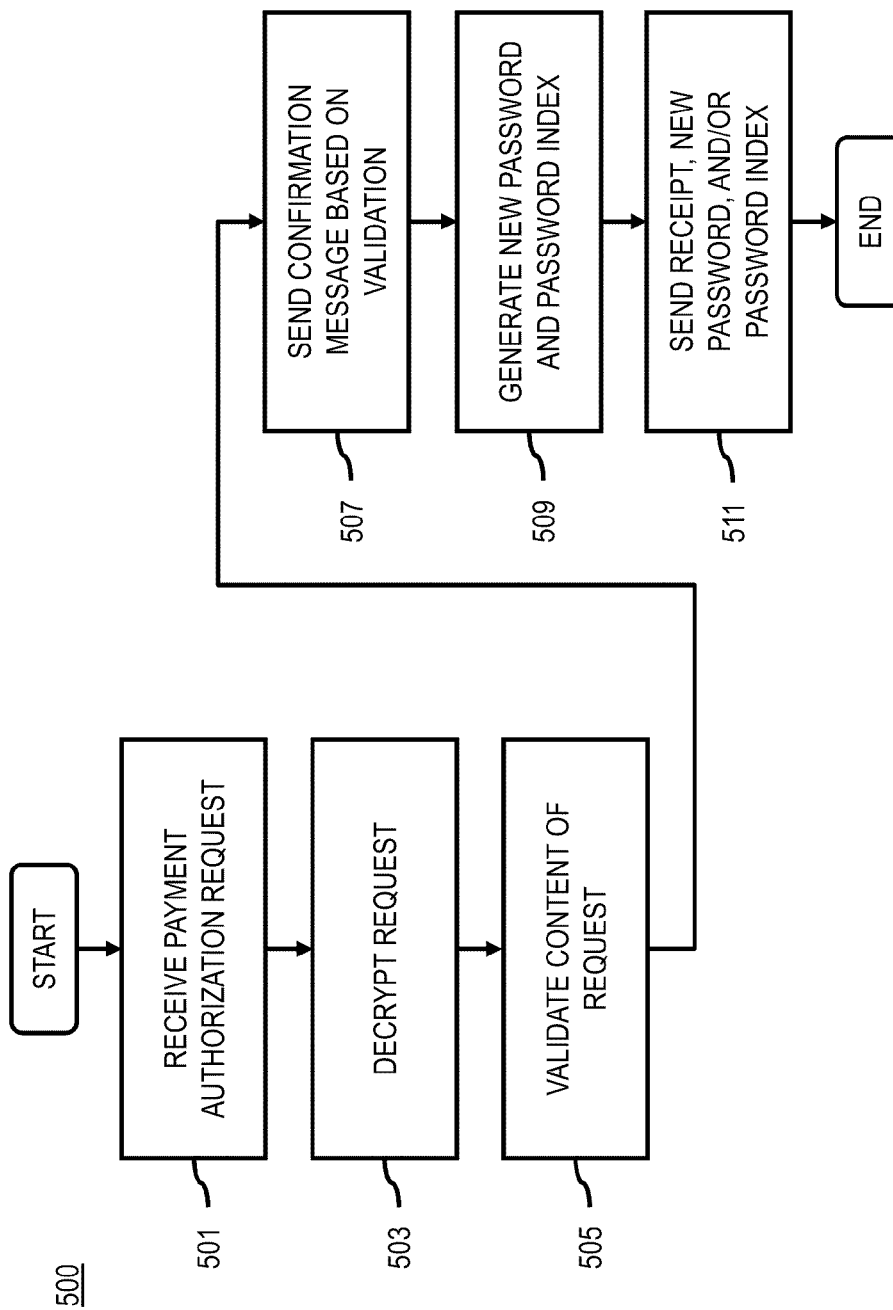 500
START
501
RECEIVE PAYMENT
AUTHORIZATION REQUEST
503
DECRYPT REQUEST
505
VALIDATE CONTENT OF
REQUEST
507
SEND CONFIRMATION
MESSAGE BASED ON
VALIDATION
509
GENERATE NEW PASSWORD
AND PASSWORD INDEX
511
SEND RECEIPT, NEW
PASSWORD, AND/OR
PASSWORD INDEX
END